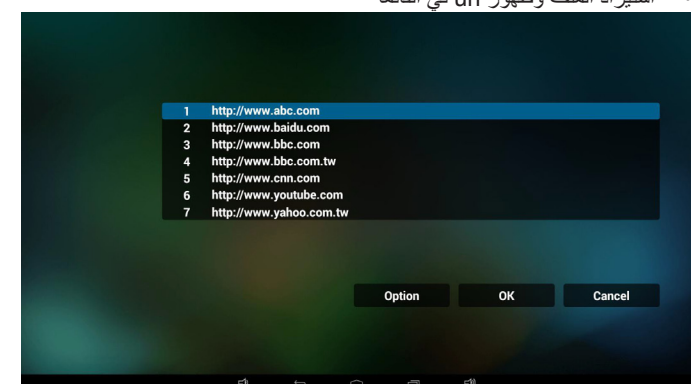 url في
1 http://www.abc.com
2 http://www.baidu.com
3 http://www.bbc.com
4 http://www.bbc.com.tw
5 http://www.cnn.com
6 http://www.youtube.com
7 http://www.yahoo.com.tw
Option OK Cancel